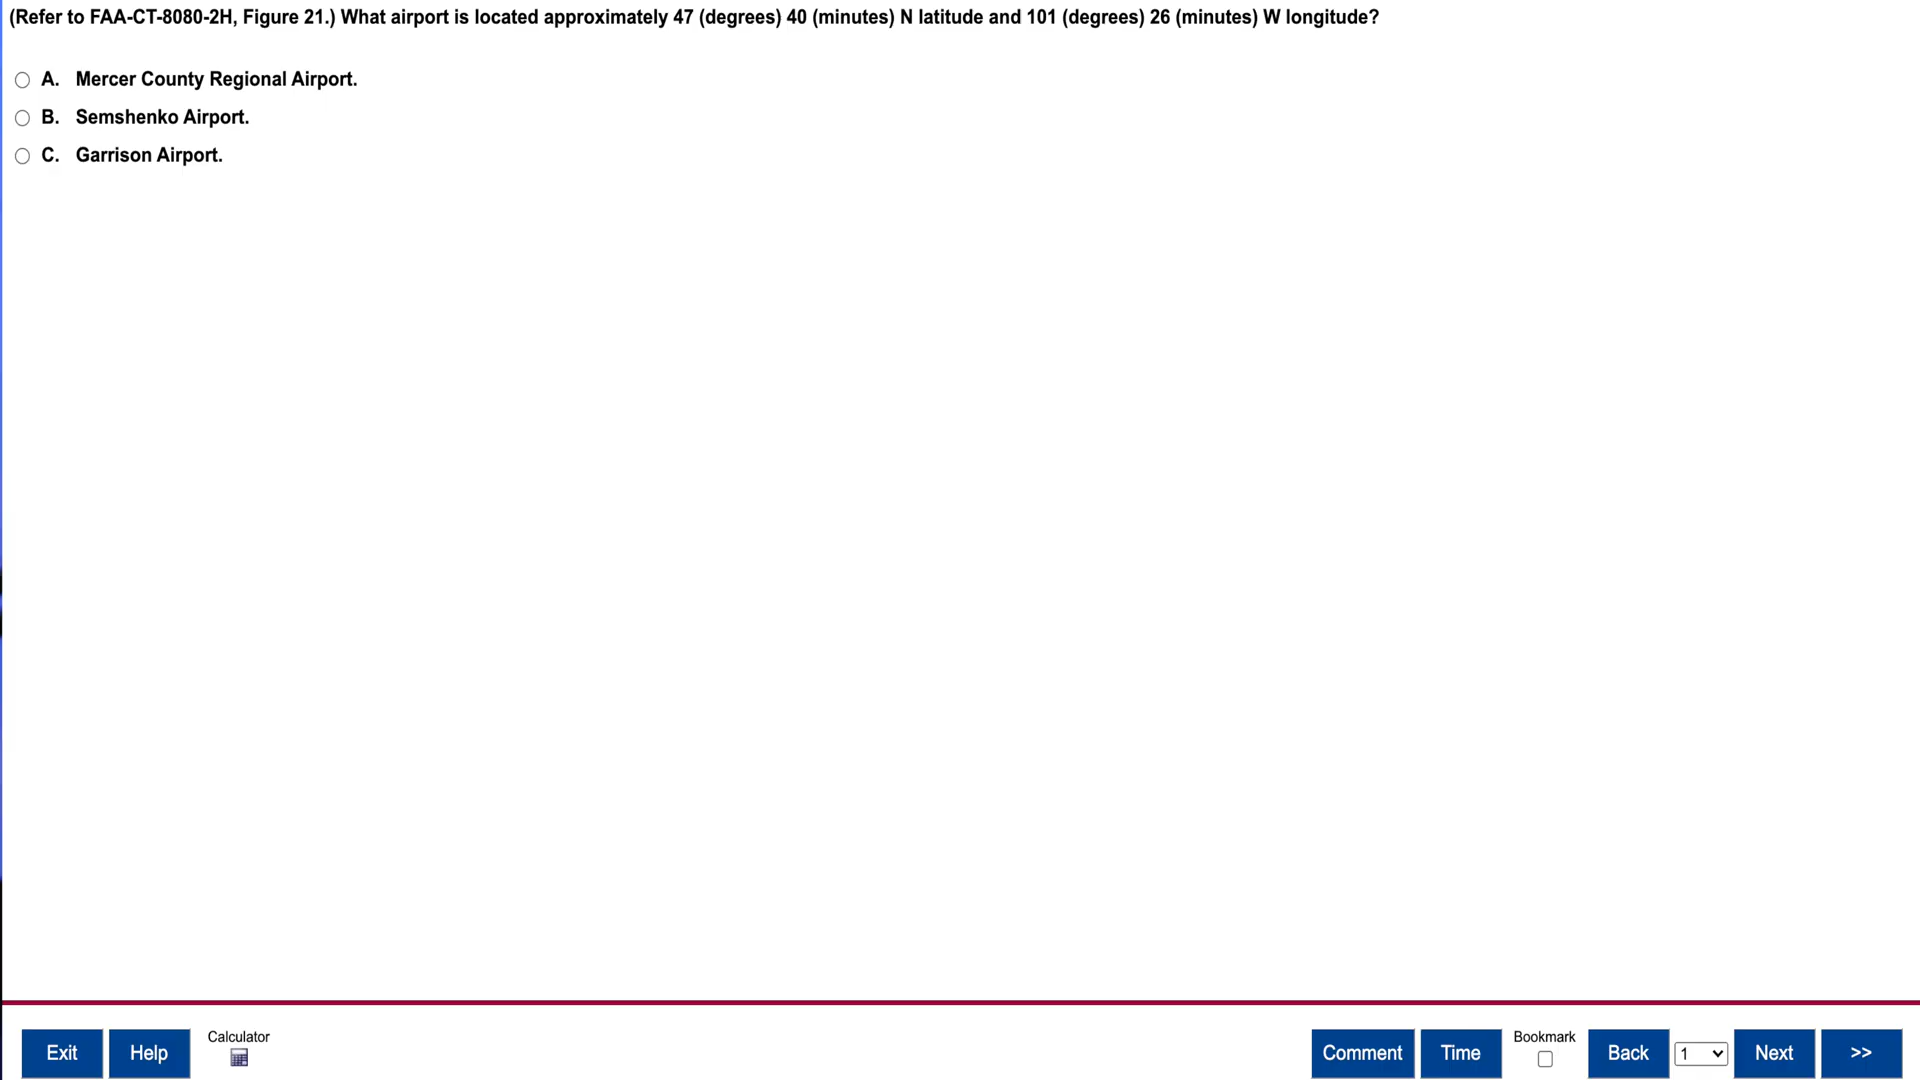 (Refer to FAA-CT-8080-2H, Figure 21.) What airport is located approximately 47 (degrees) 40 (minutes) N latitude and 101 (degrees) 26 (minutes) W longitude?
A. Mercer County Regional Airport.
B. Semshenko Airport.
C. Garrison Airport.
Exit
Help
Calculator
Comment
Time
Bookmark
Back
1
Next
>>